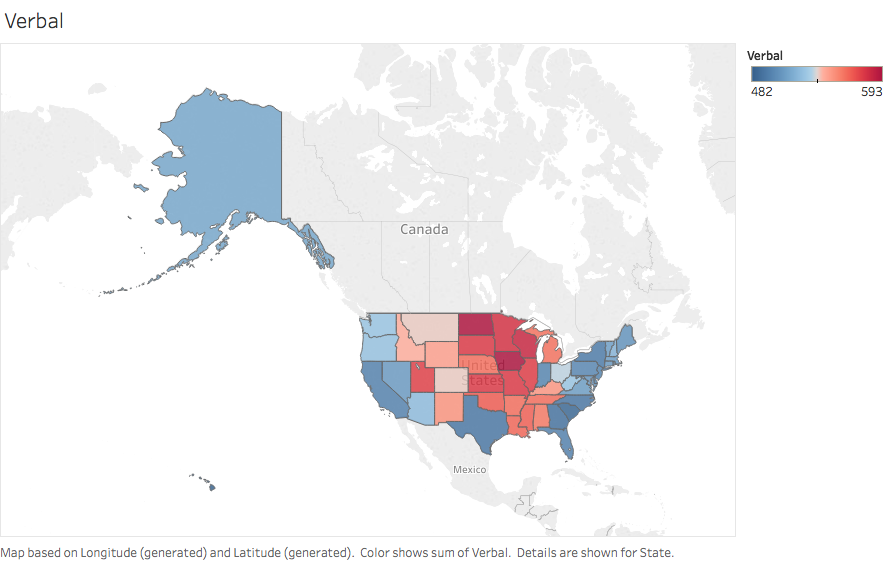 Verbal
Verbal
482 593
Canada
United
States
Mexico
Map based on Longitude (generated) and Latitude (generated). Color shows sum of Verbal. Details are shown for State.